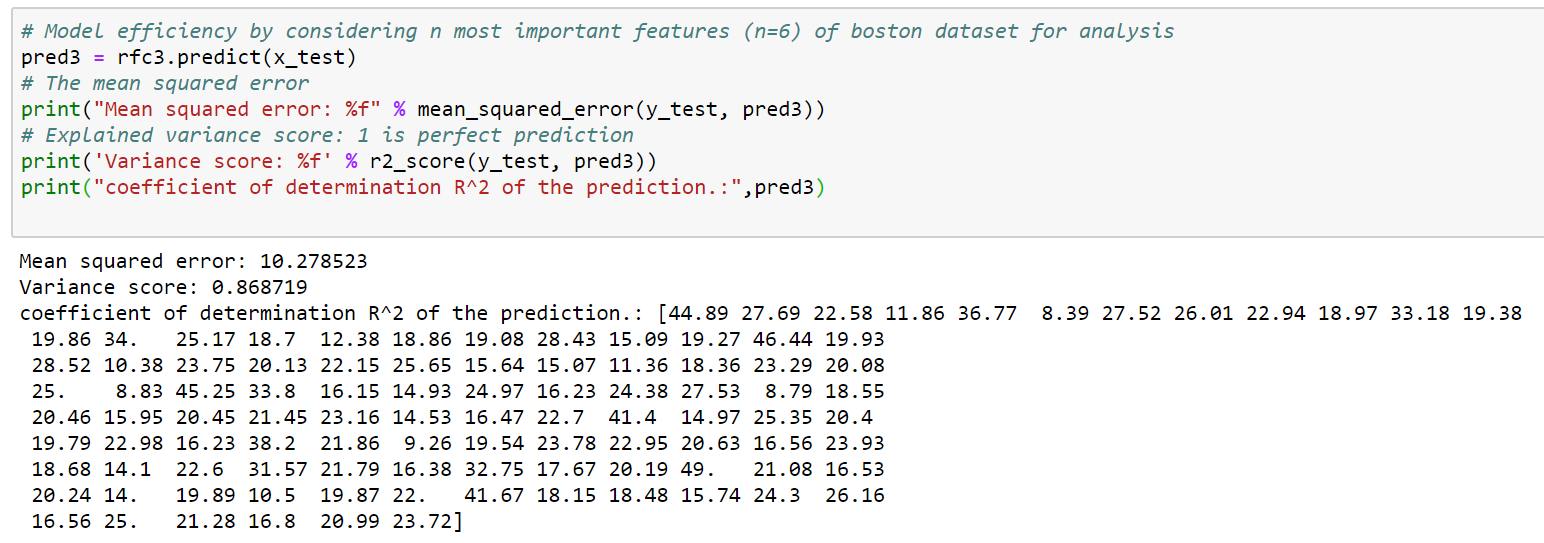 # Model efficiency by considering n most important features (n=6) of boston dataset for analysis
pred3 = rfc3.predict(x_test)
# The mean squared error
print("Mean squared error: %f" % mean_squared_error(y_test, pred3))
# Explained variance score: 1 is perfect prediction
print('Variance score: %f' % r2_score(y_test, pred3))
print("coefficient of determination R^2 of the prediction.:",pred3)
Mean squared error: 10.278523
Variance score: 0.868719
coefficient of determination R^2 of the prediction.: [44.89 27.69 22.58 11.86 36.77  8.39 27.52 26.01 22.94 18.97 33.18 19.38
 19.86 34.   25.17 18.7  12.38 18.86 19.08 28.43 15.09 19.27 46.44 19.93
 28.52 10.38 23.75 20.13 22.15 25.65 15.64 15.07 11.36 18.36 23.29 20.08
 25.    8.83 45.25 33.8  16.15 14.93 24.97 16.23 24.38 27.53  8.79 18.55
 20.46 15.95 20.45 21.45 23.16 14.53 16.47 22.7  41.4  14.97 25.35 20.4
 19.79 22.98 16.23 38.2  21.86  9.26 19.54 23.78 22.95 20.63 16.56 23.93
 18.68 14.1  22.6  31.57 21.79 16.38 32.75 17.67 20.19 49.   21.08 16.53
 20.24 14.   19.89 10.5  19.87 22.   41.67 18.15 18.48 15.74 24.3  26.16
 16.56 25.   21.28 16.8  20.99 23.72]